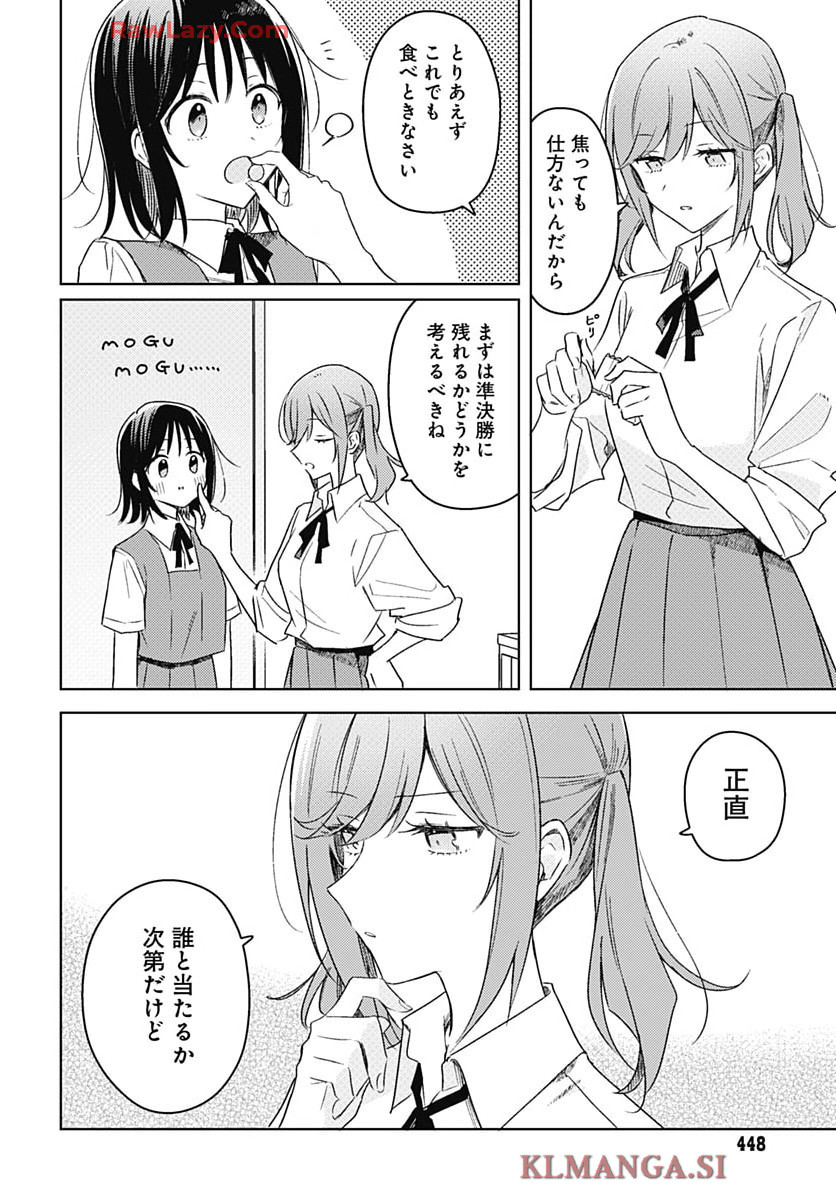 焦っても
仕方ないんだから
ピリ
とりあえず
これでも
食べときなさい
RawLazy.Com
まずは準決勝に
残れるかどうかを
考えるべきね
MOGU
MOGU……
正直
誰と当たるか
次第だけど
448
KLMANGA.SI